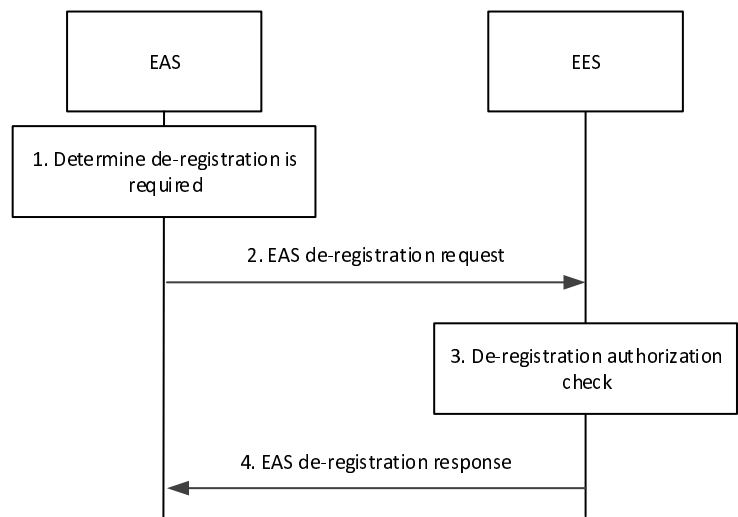 EAS
EES
1. Determine de-registration is
required
2. EAS de-registration request
3. De-registration authorization
check
4. EAS de-registration response